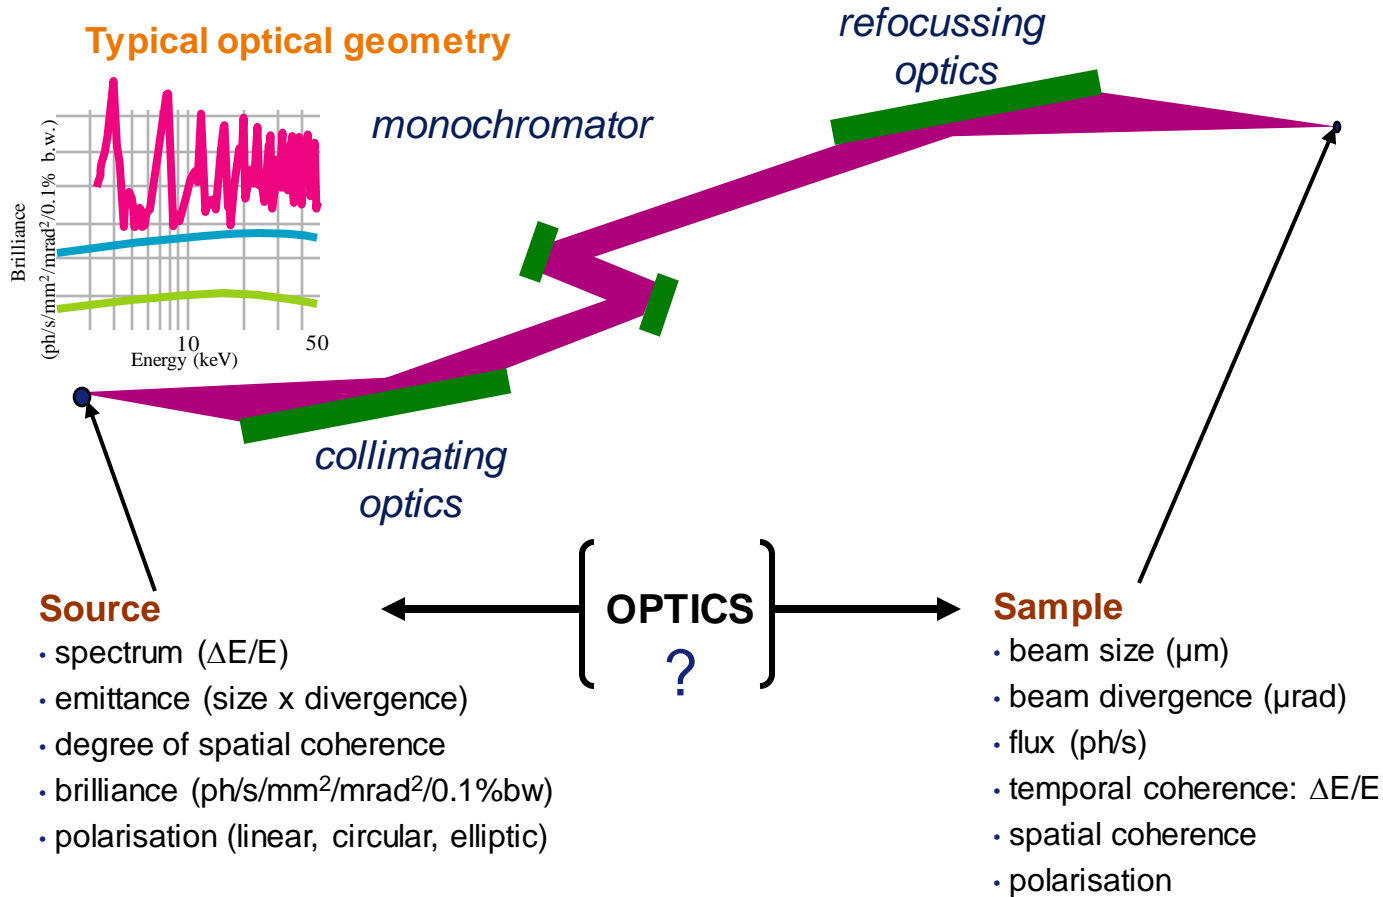 Typical optical geometry
refocussing
optics
monochromator
Brilliance
(ph/s/mm²/mrad²/0.1% b.w.)
10
50
Energy (keV)
collimating
optics
OPTICS
?
Source
• spectrum (ΔE/E)
• emittance (size x divergence)
• degree of spatial coherence
• brilliance (ph/s/mm²/mrad²/0.1%bw)
• polarisation (linear, circular, elliptic)
Sample
• beam size (µm)
• beam divergence (µrad)
• flux (ph/s)
• temporal coherence: ΔE/E
• spatial coherence
• polarisation